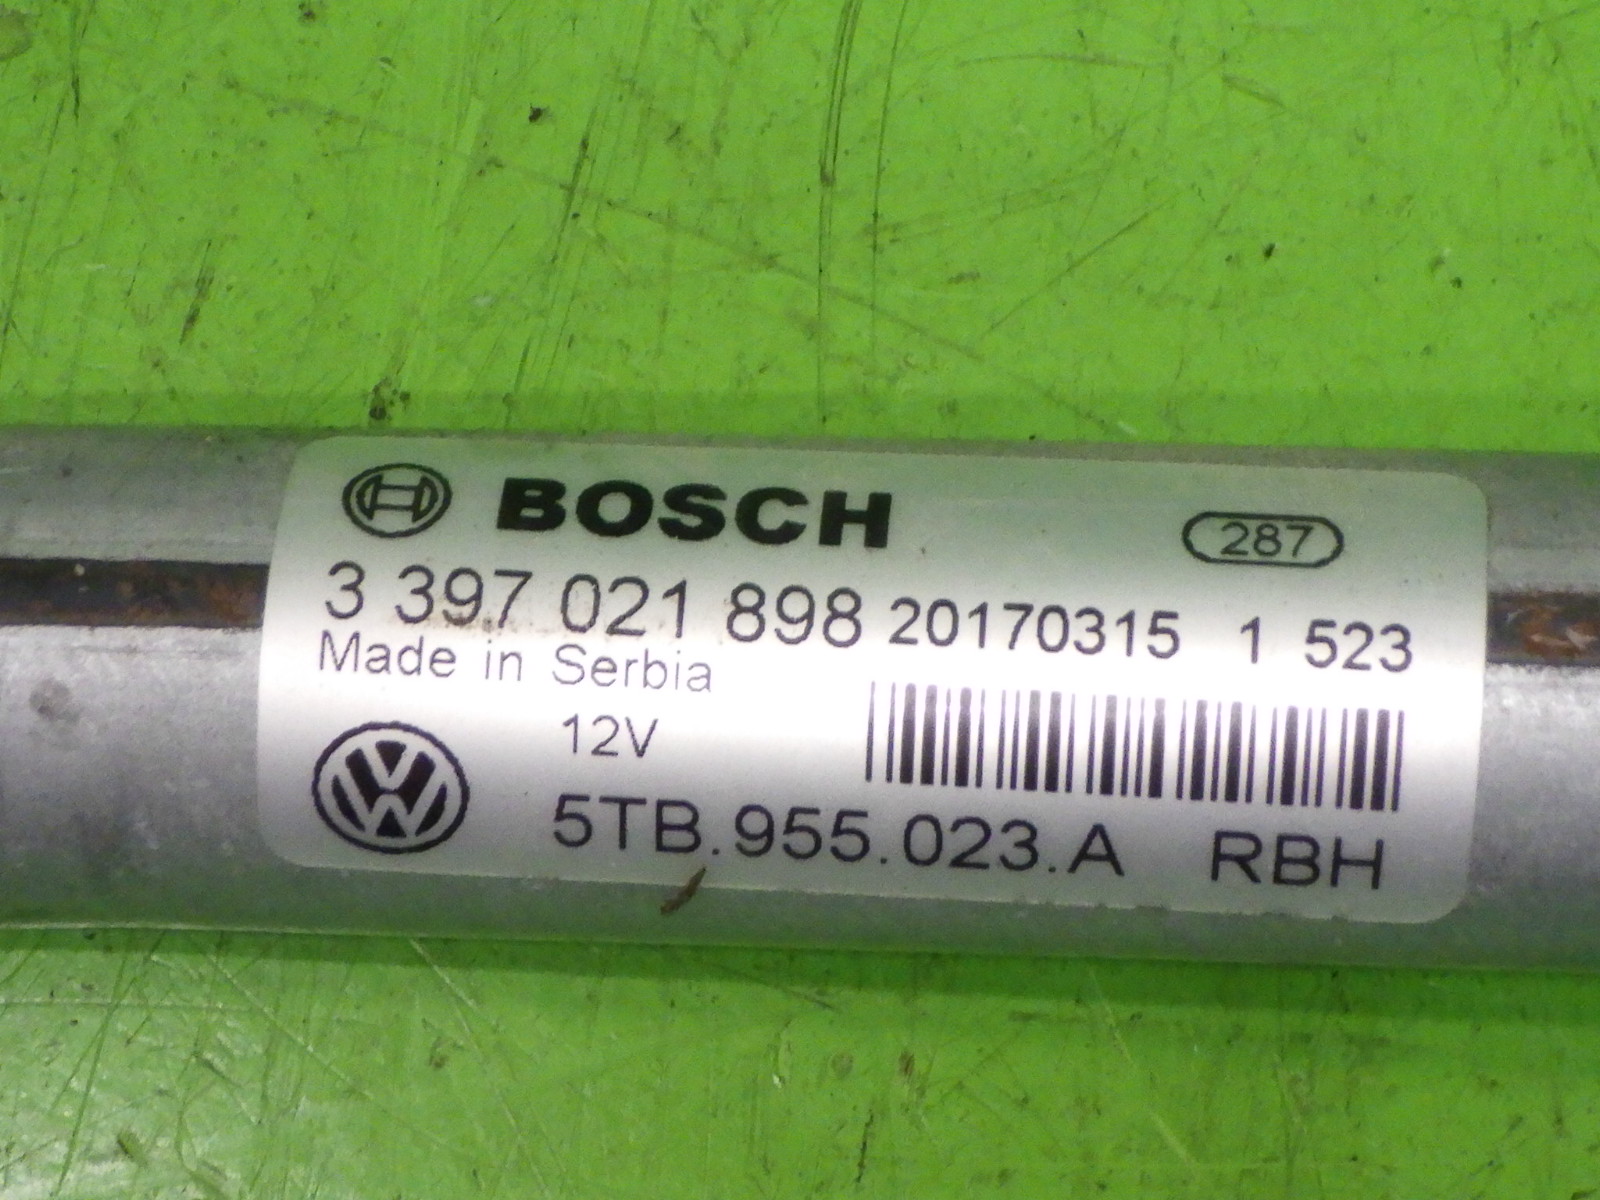 BOSCH 287
3 397 021 898 20170315 1 523
Made in Serbia
12V
5TB.955.023.A RBH